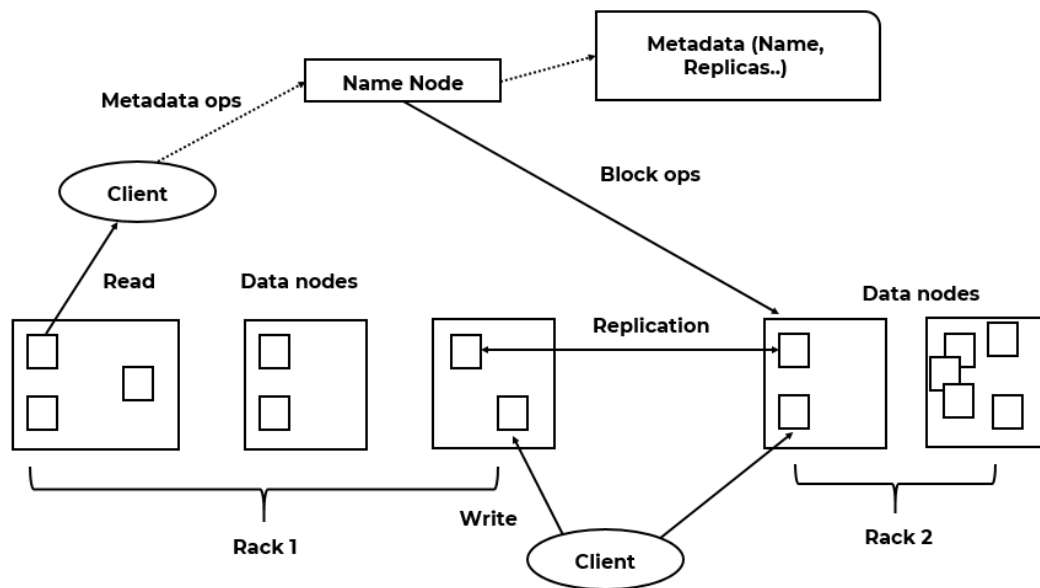 Metadata (Name,
Replicas..)
Name Node
Metadata ops
Block ops
Client
Read
Data nodes
Data nodes
Replication
Write
Rack 1
Client
Rack 2